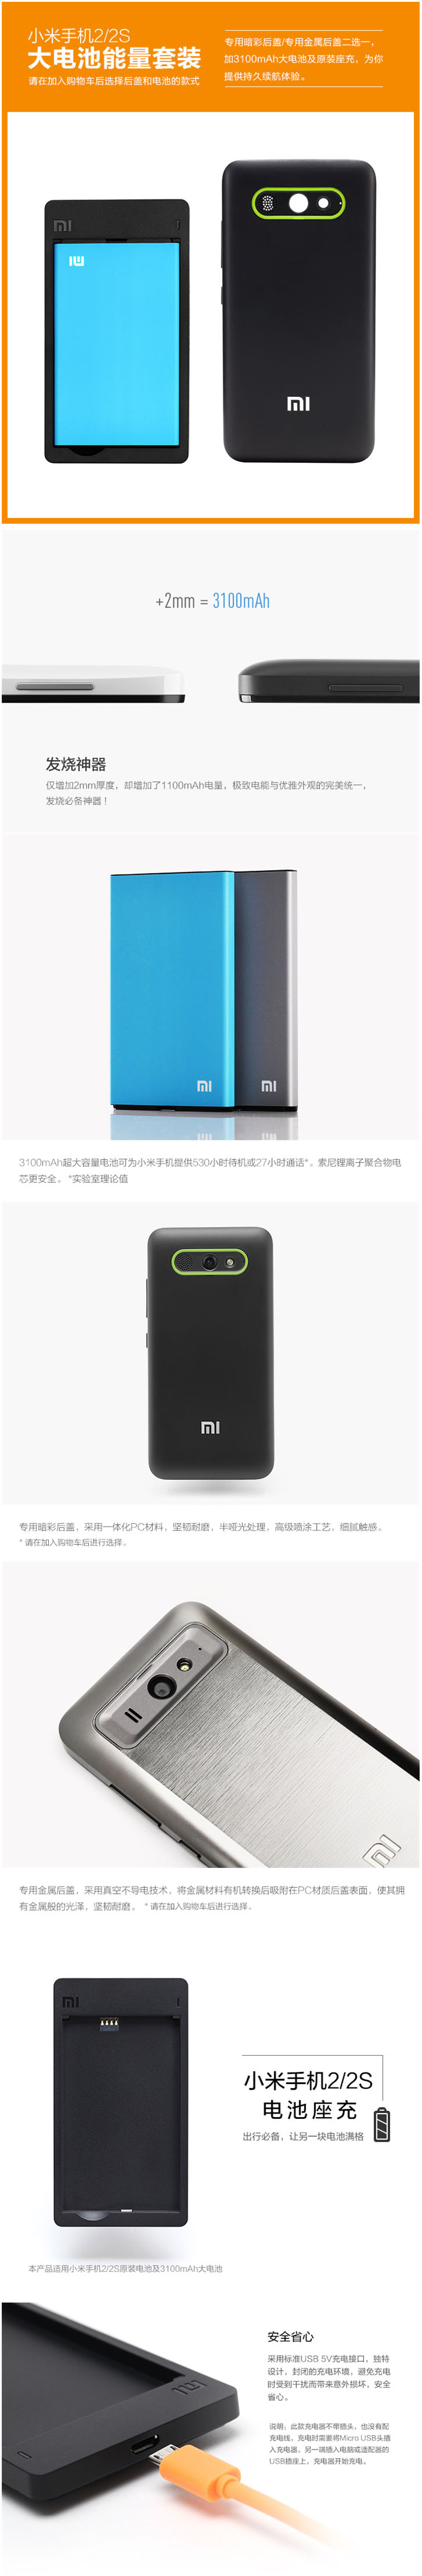 小米手机2/2S
大电池能量套装
请在加入购物车后选择后盖和电池的款式
专用暗彩后盖/专用金属后盖二选一，
加3100mAh大电池及原装座充，为你
提供持久续航体验。
+2mm = 3100mAh
发烧神器
仅增加2mm厚度，却增加了1100mAh电量，极致电能与优雅外观的完美统一，
发烧必备神器！
3100mAh超大容量电池可为小米手机提供530小时待机或27小时通话*。索尼锂离子聚合物电
芯更安全。 *实验室理论值
专用暗彩后盖，采用一体化PC材料，坚韧耐磨，半哑光处理，高级喷涂工艺，细腻触感。
* 请在加入购物车后进行选择。
专用金属后盖，采用真空不导电技术，将金属材料有机转换后吸附在PC材质后盖表面，使其拥
有金属般的光泽，坚韧耐磨。 * 请在加入购物车后进行选择。
小米手机2/2S
电池座充
出行必备，让另一块电池满格
本产品适用小米手机2/2S原装电池及3100mAh大电池
安全省心
采用标准USB 5V充电接口，独特
设计，封闭的充电环境，避免充电
时受到干扰而带来意外损坏，安全
省心。
说明：此款充电器不带插头，也没有配
充电线，充电时需要将Micro USB头插
入充电器，另一端插入电脑或适配器的
USB插座上，充电器开始充电。